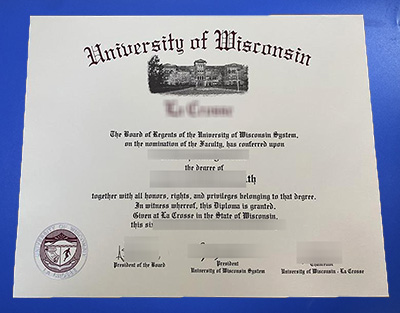 University of Wisconsin
La Crosse
The Board of Regents of the University of Wisconsin System,
on the nomination of the Faculty, has conferred upon
the degree of
together with all honors, rights, and privileges belonging to that degree.
In witness whereof, this Diploma is granted.
Given at La Crosse in the State of Wisconsin,
this
President of the Board
President
University of Wisconsin System
University of Wisconsin - La Crosse